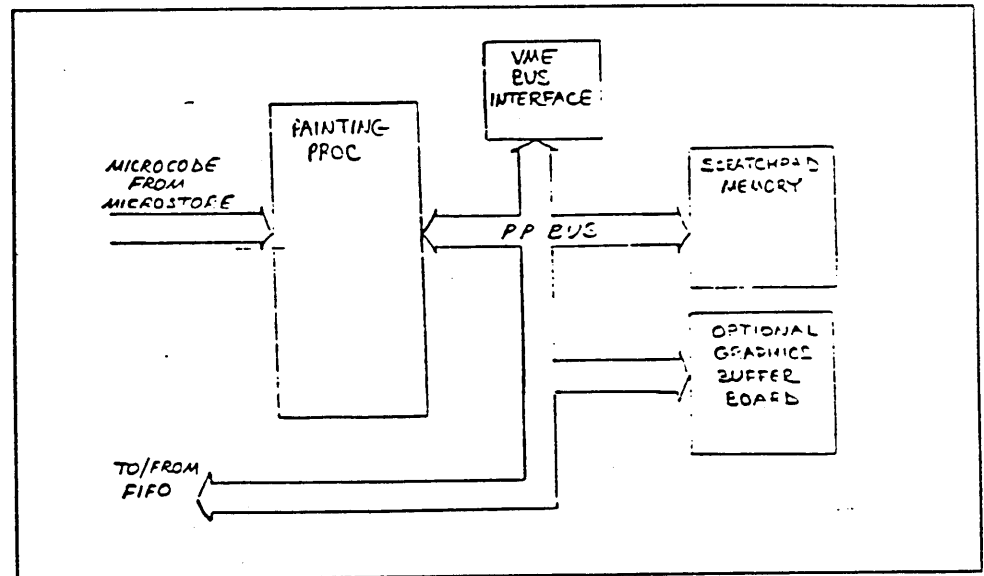 VME
BUS
INTERFACE
PAINTING
PROC
MICROCODE
FROM
MICROSTORE
SCRATCHPAD
MEMORY
PP BUS
OPTIONAL
GRAPHICS
BUFFER
BOARD
TO/FROM
FIFO